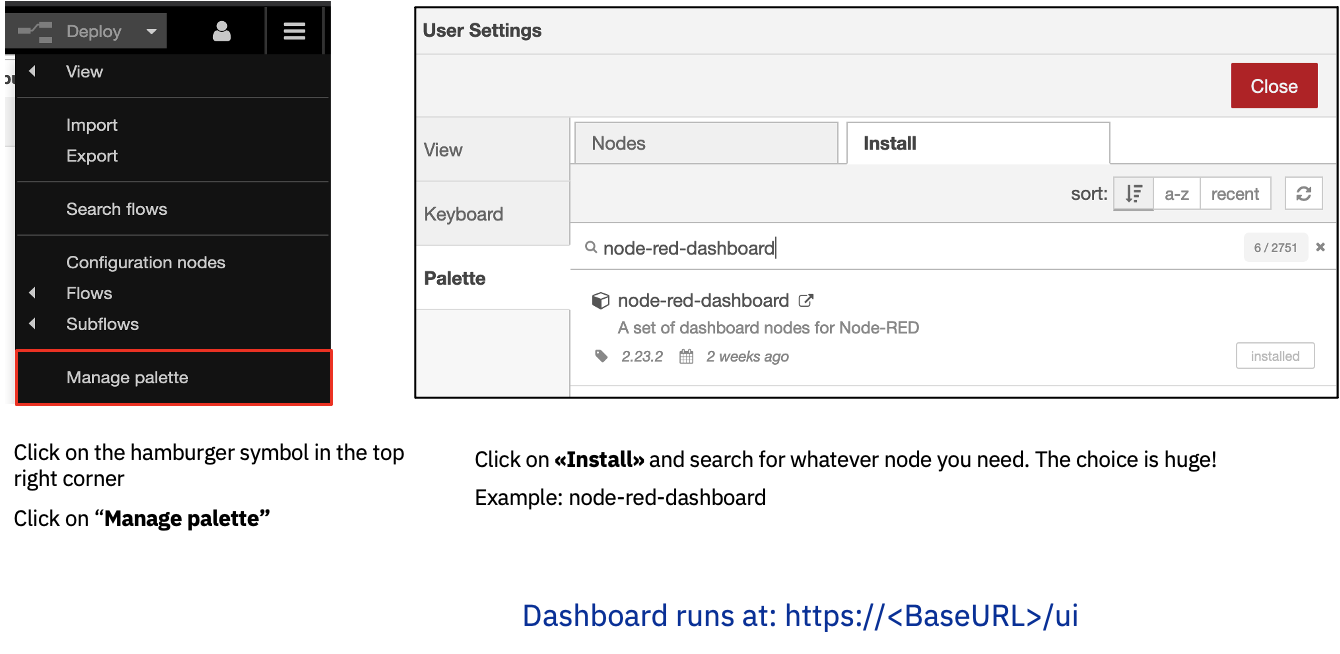 Deploy
View
Import
Export
Search flows
Configuration nodes
Flows
Subflows
Manage palette
Click on the hamburger symbol in the top
right corner
Click on “Manage palette”
User Settings
Close
View
Keyboard
Palette
Nodes
Install
sort:
a-z
recent
node-red-dashboard
6 / 2751
node-red-dashboard
A set of dashboard nodes for Node-RED
2.23.2
2 weeks ago
installed
Click on «Install» and search for whatever node you need. The choice is huge!
Example: node-red-dashboard
Dashboard runs at: https://<BaseURL>/ui